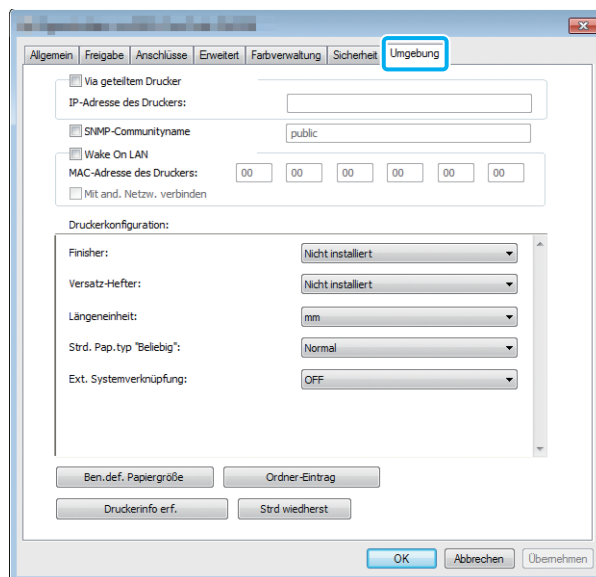 Allgemein Freigabe Anschlüsse Erweitert Farbverwaltung Sicherheit Umgebung
Via geteiltem Drucker
IP-Adresse des Druckers:
SNMP-Communityname public
Wake On LAN
MAC-Adresse des Druckers: 00 00 00 00 00 00
Mit and. Netzw. verbinden
Druckerkonfiguration:
Finisher: Nicht installiert
Versatz-Hefter: Nicht installiert
Längeneinheit: mm
Strd. Pap.typ "Beliebig": Normal
Ext. Systemverknüpfung: OFF
Ben.def. Papiergröße Ordner-Eintrag
Druckerinfo erf. Strd wiederherst
OK Abbrechen Übernehmen